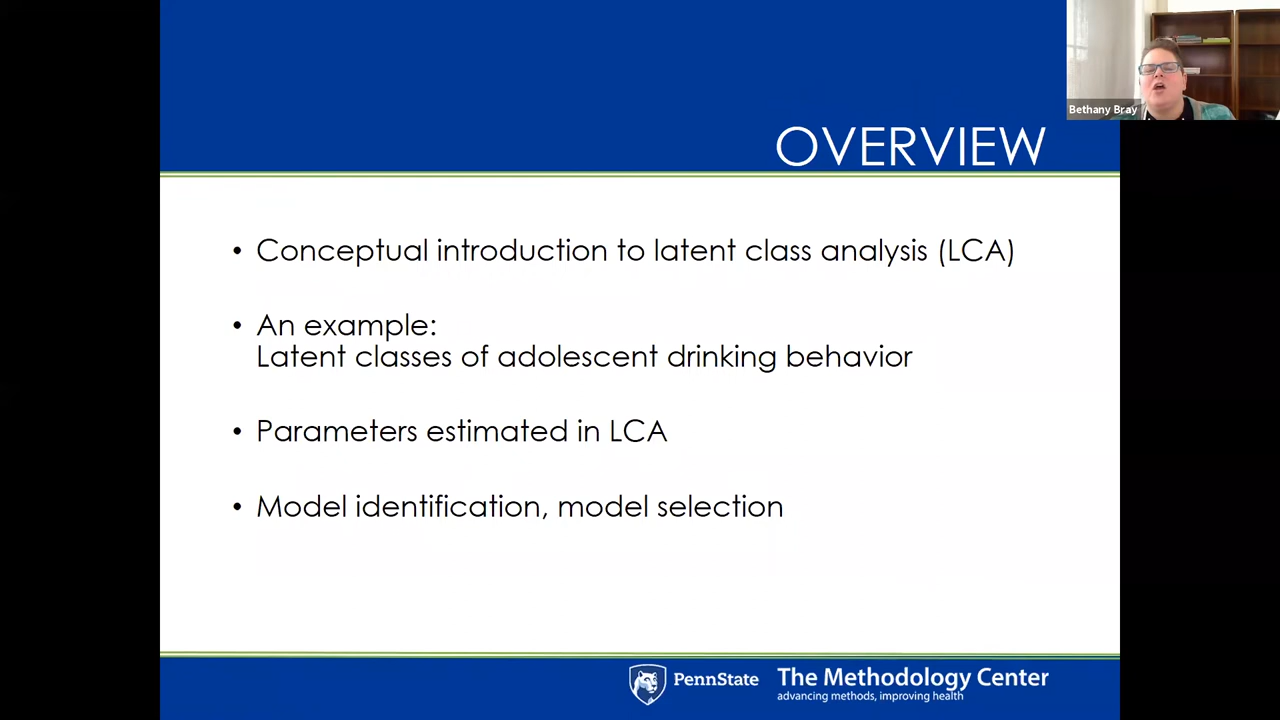 Bethany Bray
OVERVIEW
• Conceptual introduction to latent class analysis (LCA)
• An example:
Latent classes of adolescent drinking behavior
• Parameters estimated in LCA
• Model identification, model selection
PennState
The Methodology Center
advancing methods, improving health